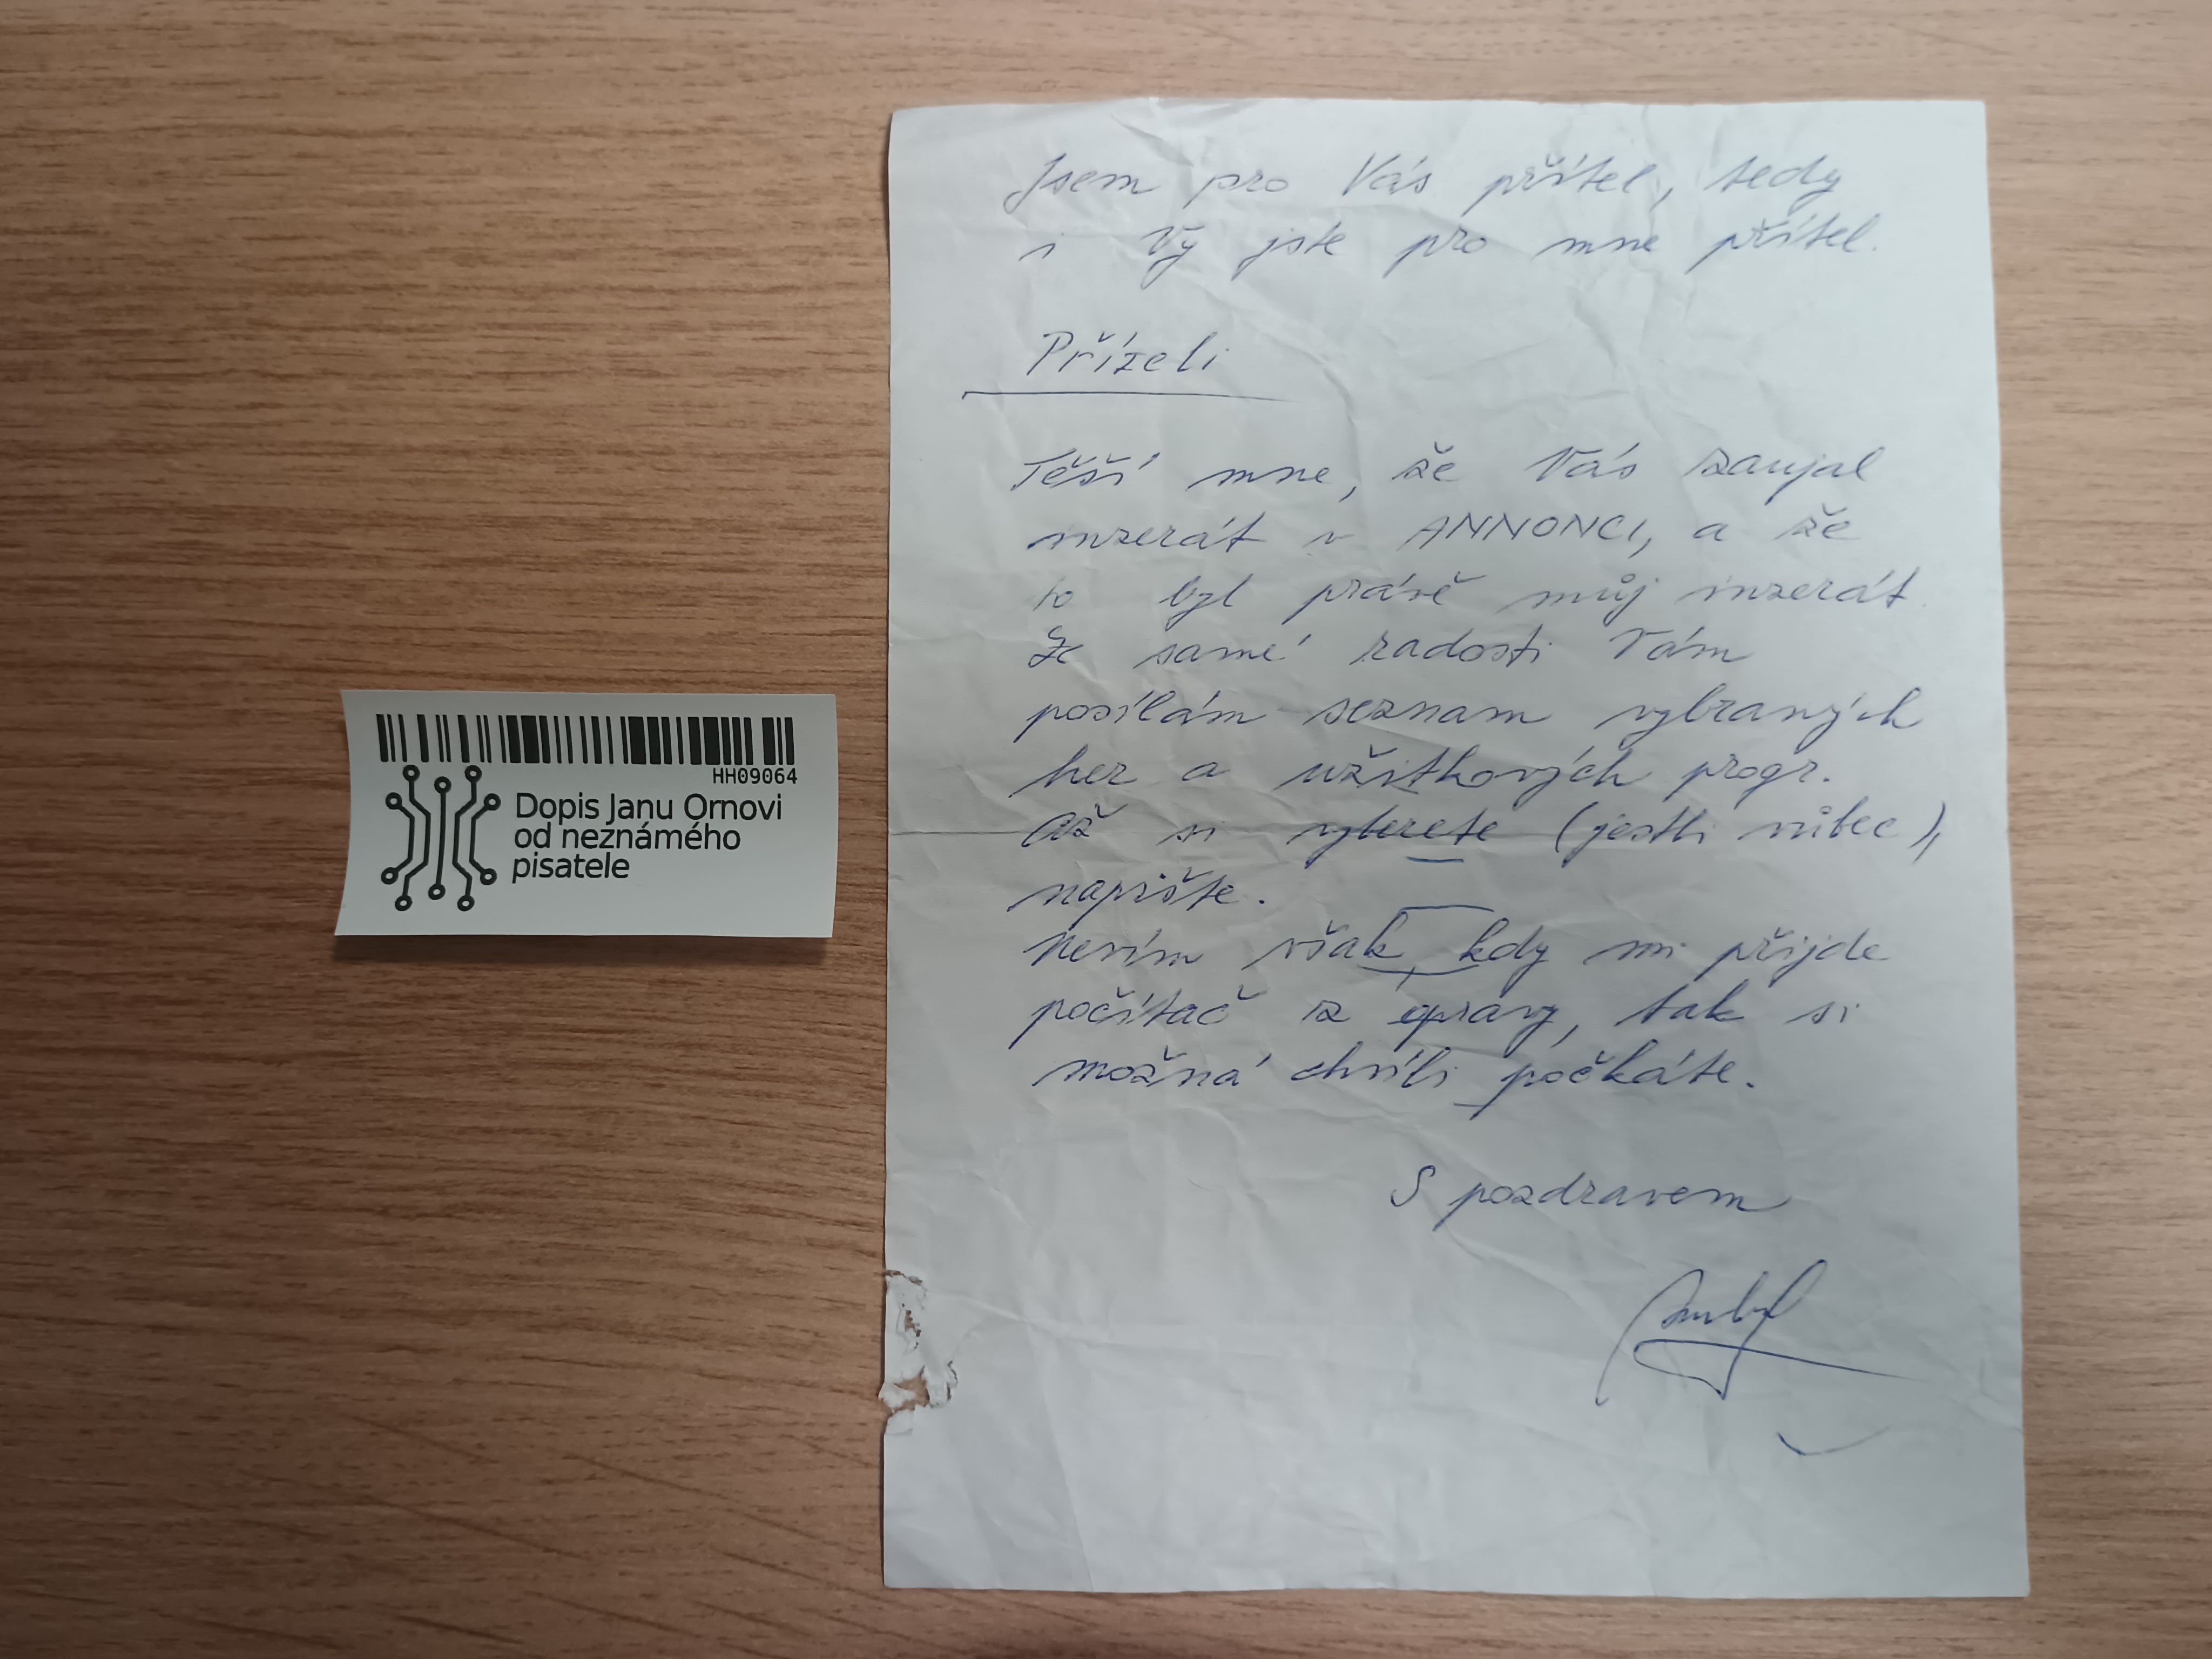 HH09064
Dopis Janu Ornovi
od neznámého
pisatele
Jsem pro Vás přítel, tedy
i Vy jste pro mne přítel.
Přízeli
Těší mne, že Vás zaujal
inzerát v ANNONCI, a že
to byl právě můj inzerát.
Ze samé radosti Vám
posílám seznam vybraných
her a užitkových progr.
Až si vyberete (jestli vůbec),
napište.
Nevím však, kdy mi přijde
počítač z opravy, tak si
možná chvíli počkáte.
S pozdravem